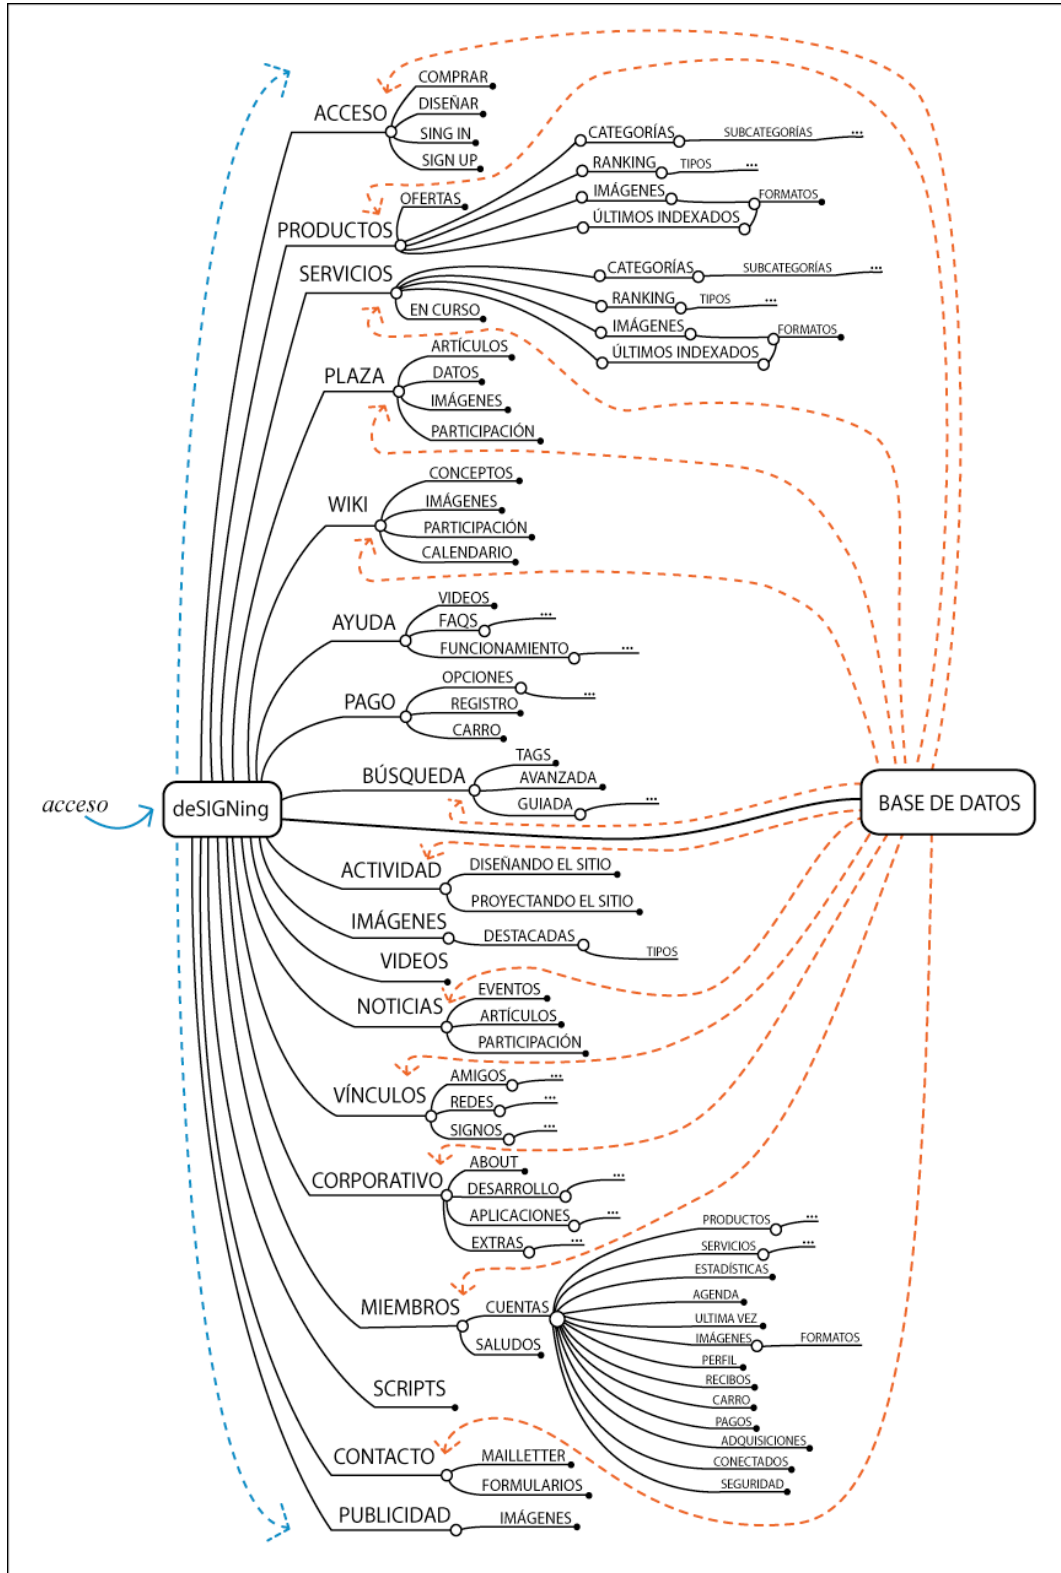 COMPRAR
ACCESO
DISEÑAR
SING IN
SIGN UP
CATEGORÍAS
SUBCATEGORÍAS
...
RANKING
TIPOS
...
OFERTAS
IMÁGENES
FORMATOS
PRODUCTOS
ÚLTIMOS INDEXADOS
SERVICIOS
CATEGORÍAS
SUBCATEGORÍAS
...
EN CURSO
RANKING
TIPOS
...
IMÁGENES
FORMATOS
ÚLTIMOS INDEXADOS
PLAZA
ARTÍCULOS
DATOS
IMÁGENES
PARTICIPACIÓN
WIKI
CONCEPTOS
IMÁGENES
PARTICIPACIÓN
CALENDARIO
AYUDA
VIDEOS
FAQS
...
FUNCIONAMIENTO
...
PAGO
OPCIONES
...
REGISTRO
CARRO
BÚSQUEDA
TAGS
AVANZADA
GUIADA
...
acceso
deSIGNing
BASE DE DATOS
ACTIVIDAD
DISEÑANDO EL SITIO
PROYECTANDO EL SITIO
IMÁGENES
DESTACADAS
TIPOS
VIDEOS
NOTICIAS
EVENTOS
ARTÍCULOS
PARTICIPACIÓN
VÍNCULOS
AMIGOS
...
REDES
...
SIGNOS
...
CORPORATIVO
ABOUT
DESARROLLO
...
APLICACIONES
...
EXTRAS
...
MIEMBROS
CUENTAS
SALUDOS
PRODUCTOS
...
SERVICIOS
...
ESTADÍSTICAS
AGENDA
ULTIMA VEZ
IMÁGENES
FORMATOS
PERFIL
RECIBOS
CARRO
PAGOS
ADQUISICIONES
CONECTADOS
SEGURIDAD
SCRIPTS
CONTACTO
MAILLETTER
FORMULARIOS
PUBLICIDAD
IMÁGENES